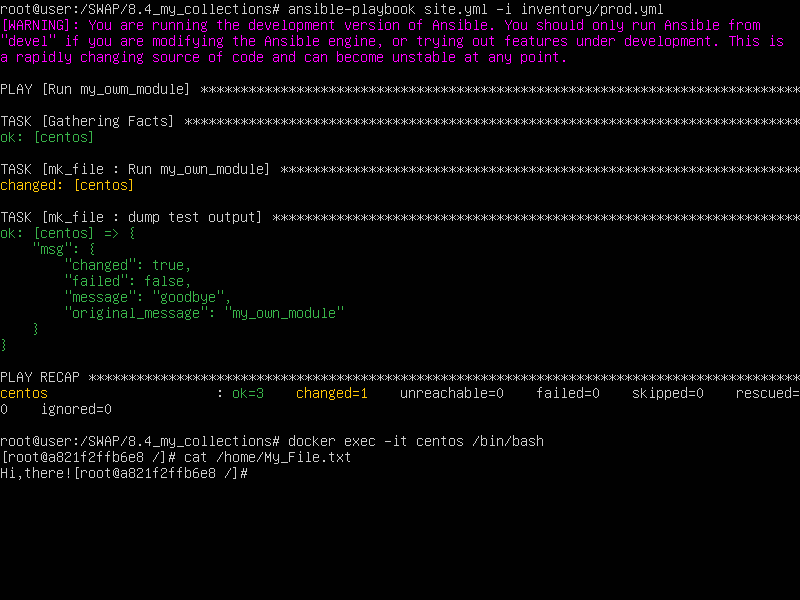 root@user:/SWAP/8.4_my_collections# ansible-playbook site.yml -i inventory/prod.yml
[WARNING]: You are running the development version of Ansible. You should only run Ansible from
"devel" if you are modifying the Ansible engine, or trying out features under development. This is
a rapidly changing source of code and can become unstable at any point.
PLAY [Run my_owm_module] ***************************************************************************
TASK [Gathering Facts] *****************************************************************************
ok: [centos]
TASK [mk_file : Run my_own_module] *****************************************************************
changed: [centos]
TASK [mk_file : dump test output] ******************************************************************
ok: [centos] => {
    "msg": {
        "changed": true,
        "failed": false,
        "message": "goodbye",
        "original_message": "my_own_module"
    }
}
PLAY RECAP *****************************************************************************************
centos                     : ok=3    changed=1    unreachable=0    failed=0    skipped=0    rescued=
0    ignored=0
root@user:/SWAP/8.4_my_collections# docker exec -it centos /bin/bash
[root@a821f2ffb6e8 /]# cat /home/My_File.txt
Hi,there![root@a821f2ffb6e8 /]#